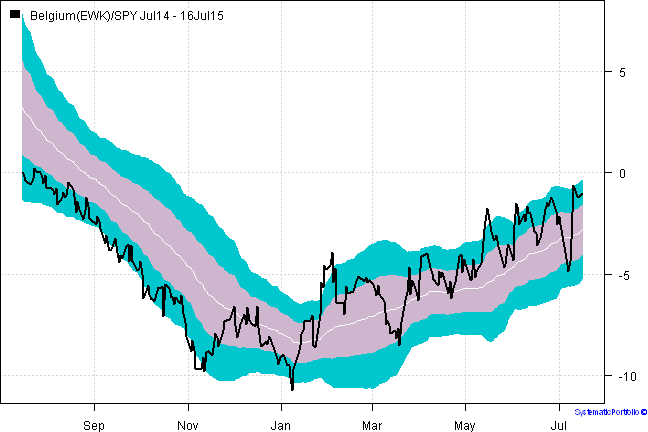 Belgium(EWK)/SPY Jul14 - 16Jul15
5
0
-5
-10
Sep Nov Jan Mar May Jul
SystematicPortfolio ©